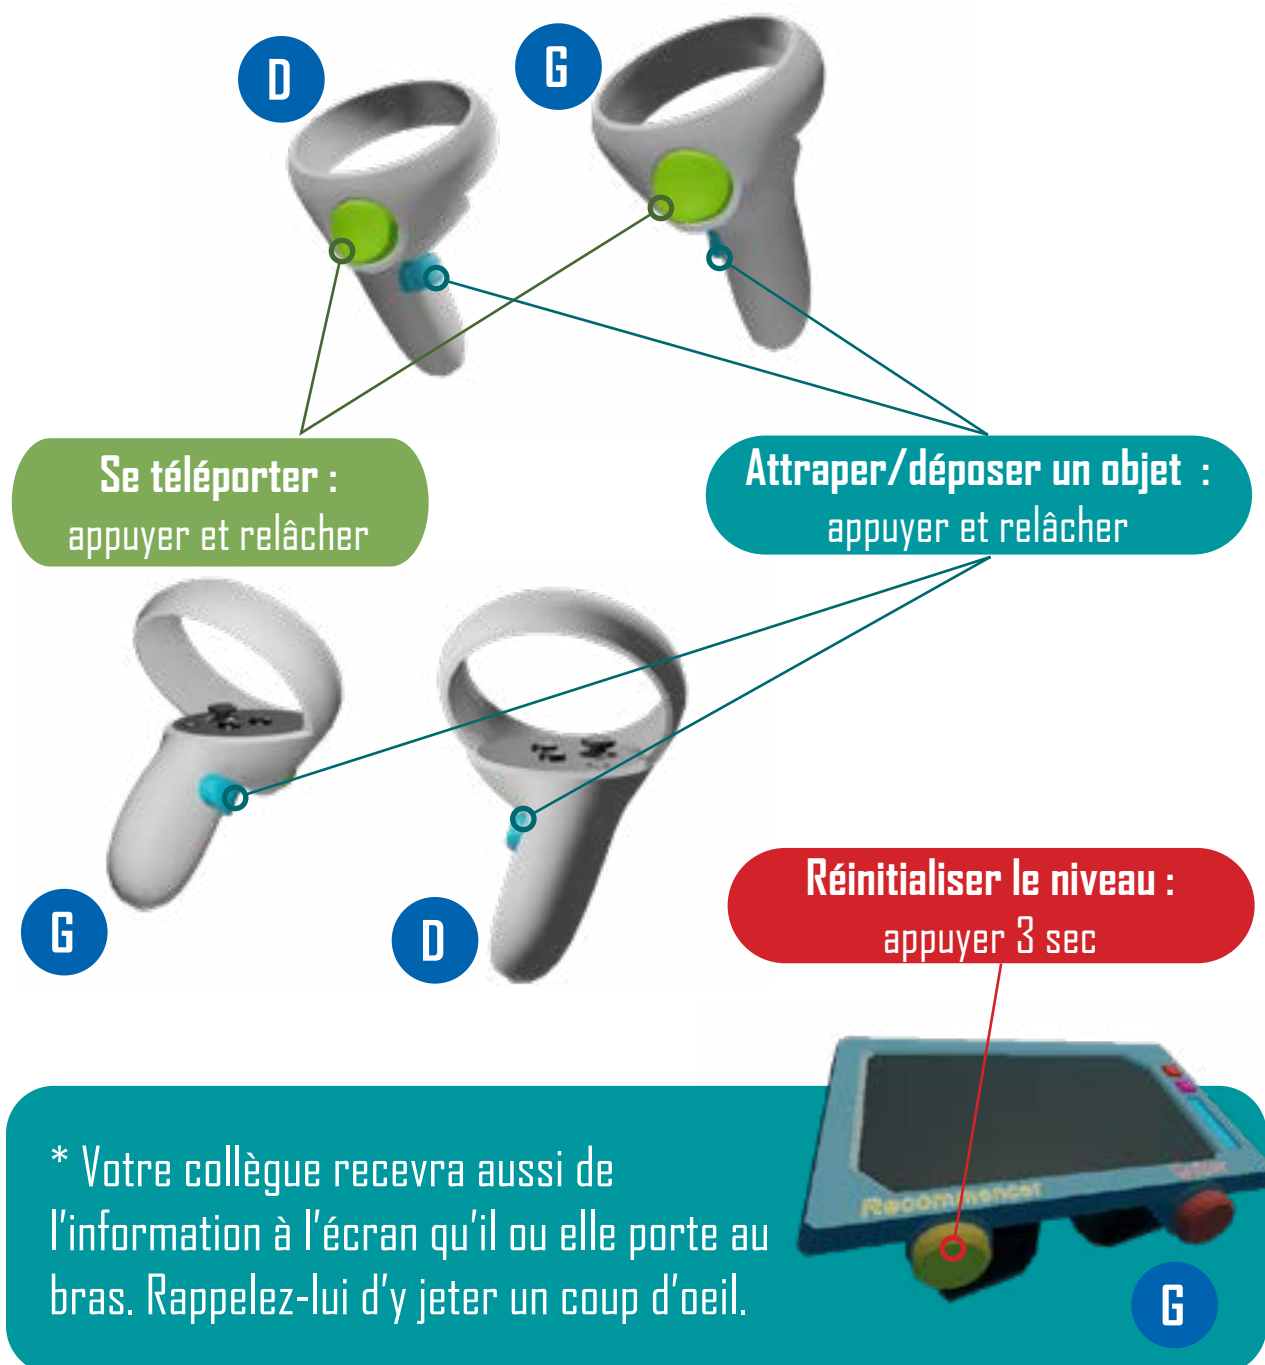 D
G
Se téléporter :
appuyer et relâcher
Attraper/déposer un objet :
appuyer et relâcher
G
D
Réinitialiser le niveau :
appuyer 3 sec
Recommencer
* Votre collègue recevra aussi de
l'information à l'écran qu'il ou elle porte au
bras. Rappelez-lui d'y jeter un coup d'oeil.
G